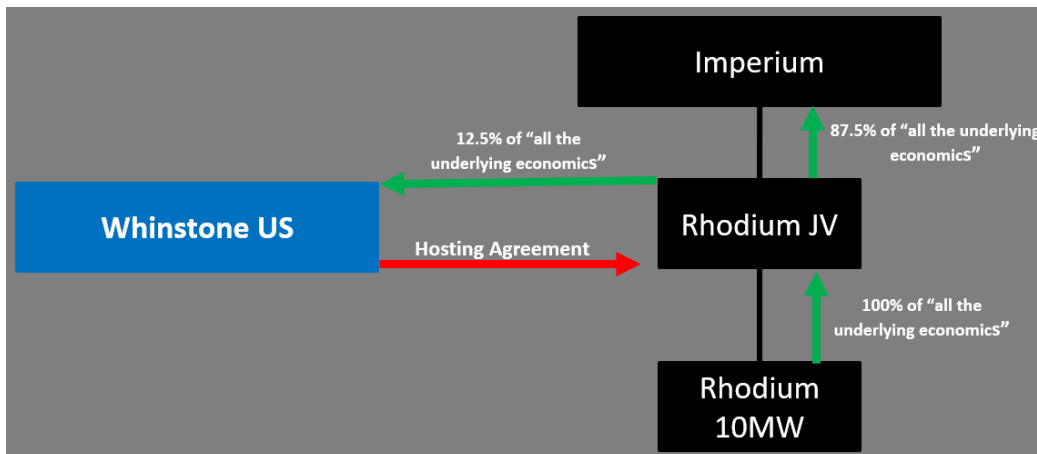 Imperium
12.5% of “all the
underlying economics”
87.5% of “all the underlying
economics”
Whinstone US
Rhodium JV
Hosting Agreement
100% of “all the
underlying economics”
Rhodium
10MW